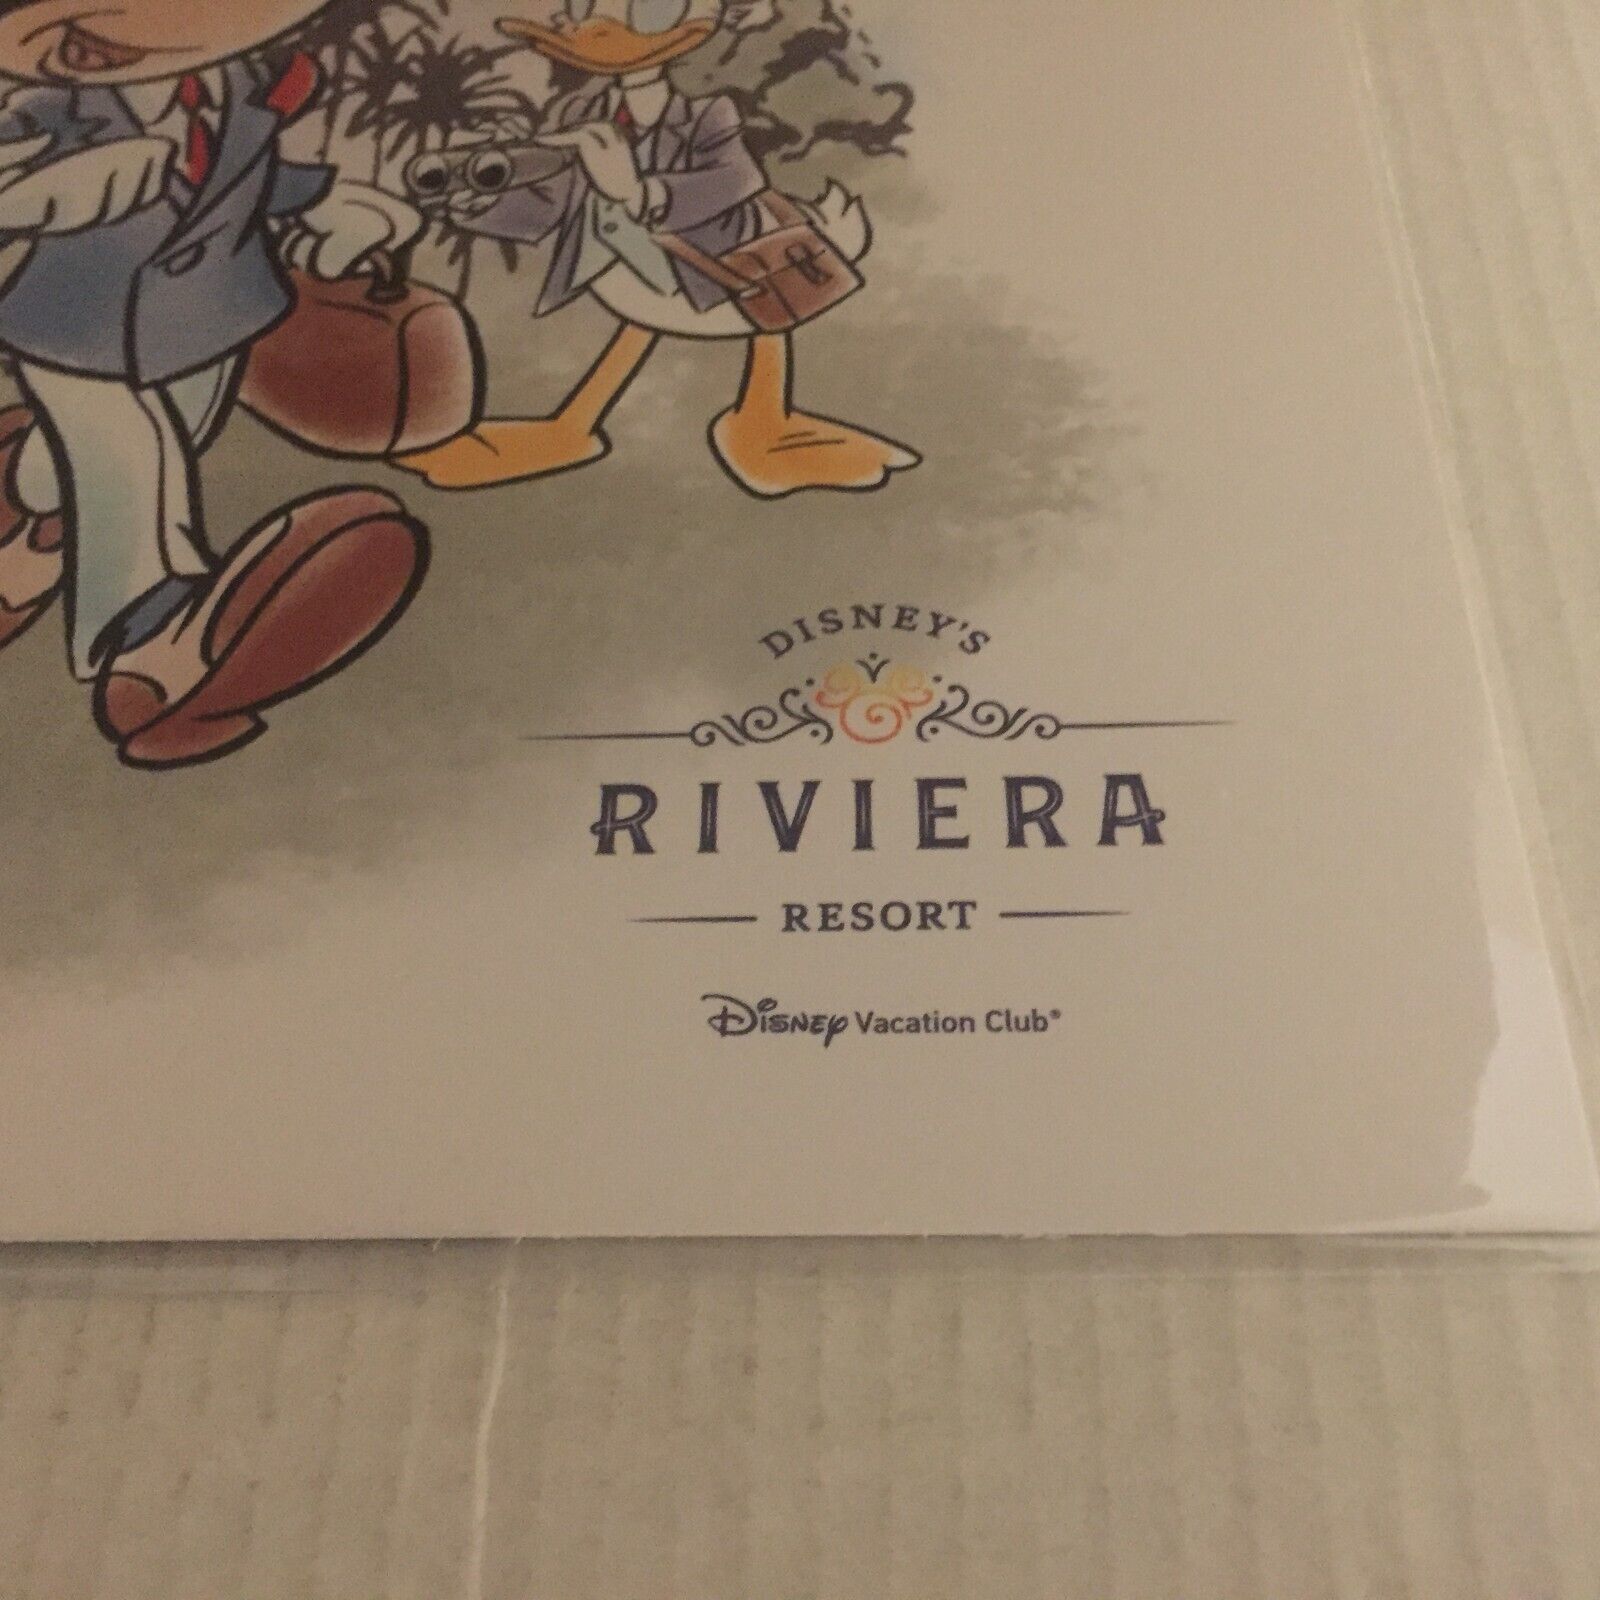 DISNEY'S
RIVIERA
RESORT
Disney Vacation Club®